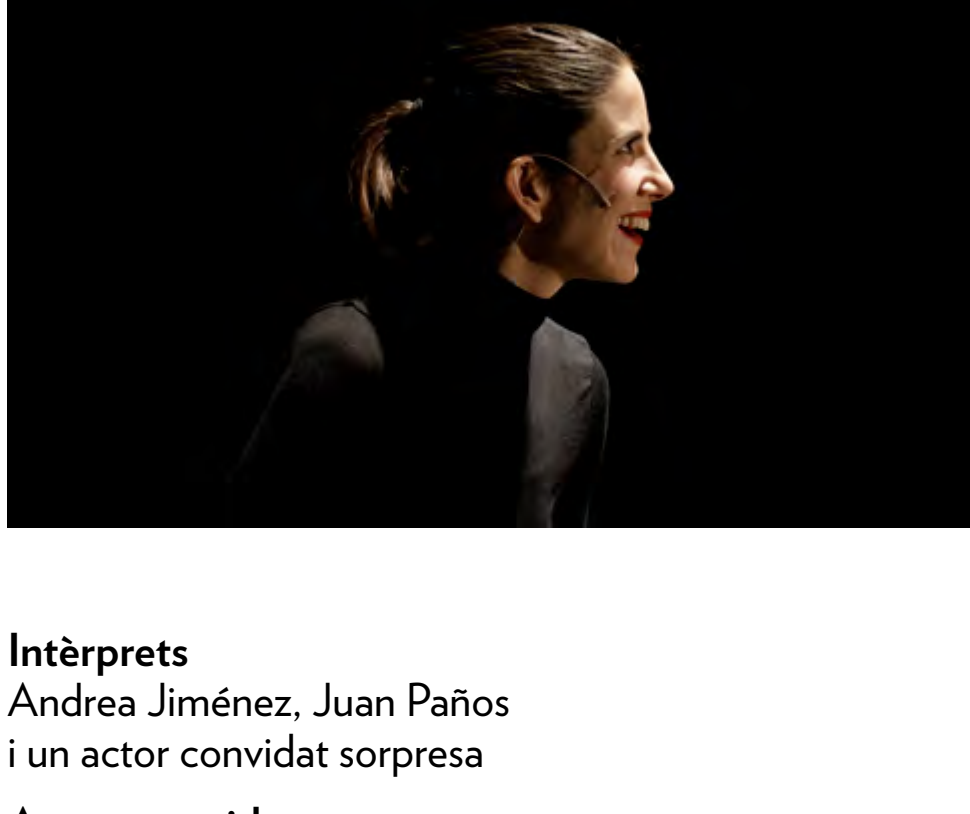 Intèrprets
Andrea Jiménez, Juan Paños
i un actor convidat sorpresa